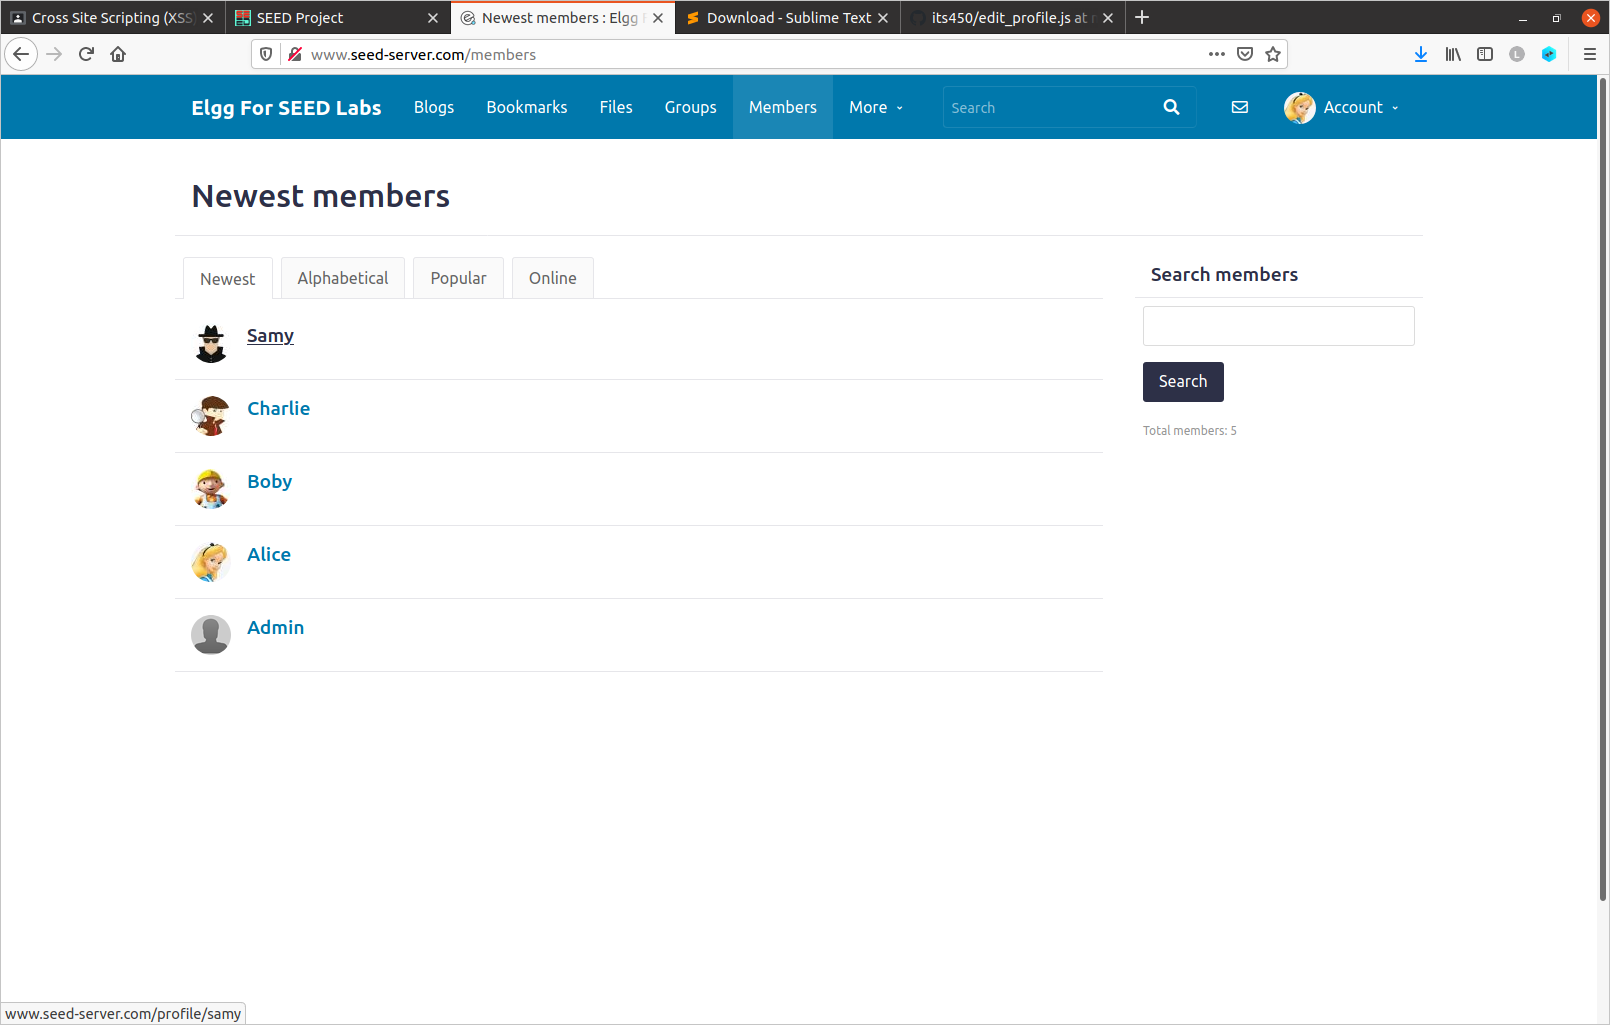 Cross Site Scripting (XSS)
SEED Project
Newest members : Elgg
Download - Sublime Text
its450/edit_profile.js at
www.seed-server.com/members
L
Elgg For SEED Labs
Blogs
Bookmarks
Files
Groups
Members
More
Search
Account
Newest members
Newest
Alphabetical
Popular
Online
Search members
Samy
Charlie
Boby
Alice
Admin
Search
Total members: 5
www.seed-server.com/profile/samy